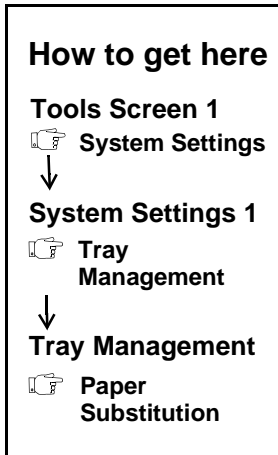 How to get here
Tools Screen 1
System Settings
System Settings 1
Tray
Management
Tray Management
Paper
Substitution